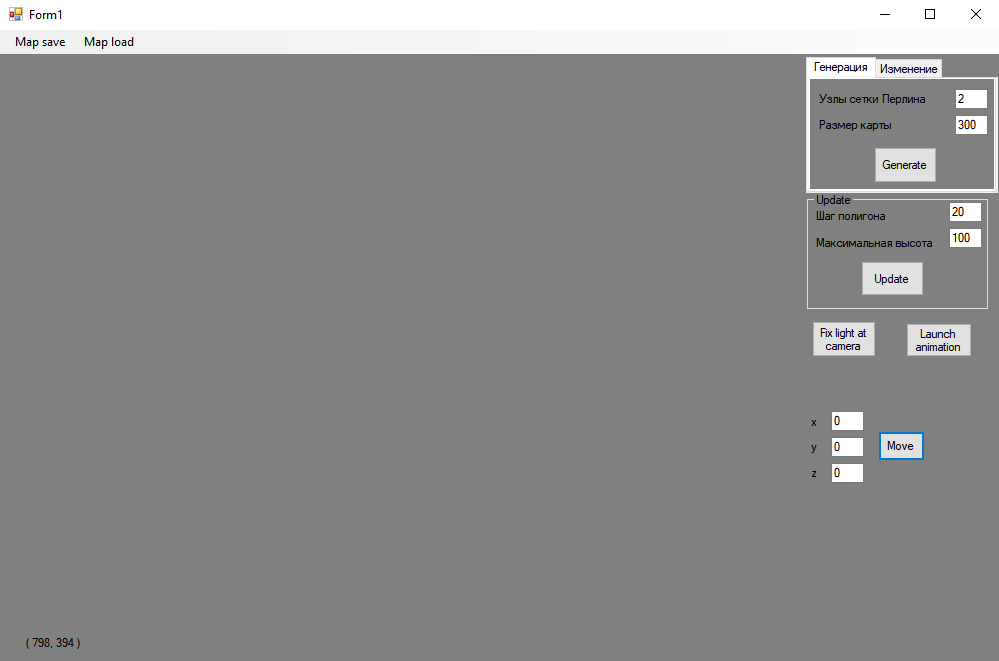 Form1
Map save Map load
Генерация Изменение
Узлы сетки Перлина 2
Размер карты 300
Generate
Update
Шаг полигона 20
Максимальная высота 100
Update
Fix light at
camera
Launch
animation
x 0
y 0
Move
z 0
( 798, 394 )